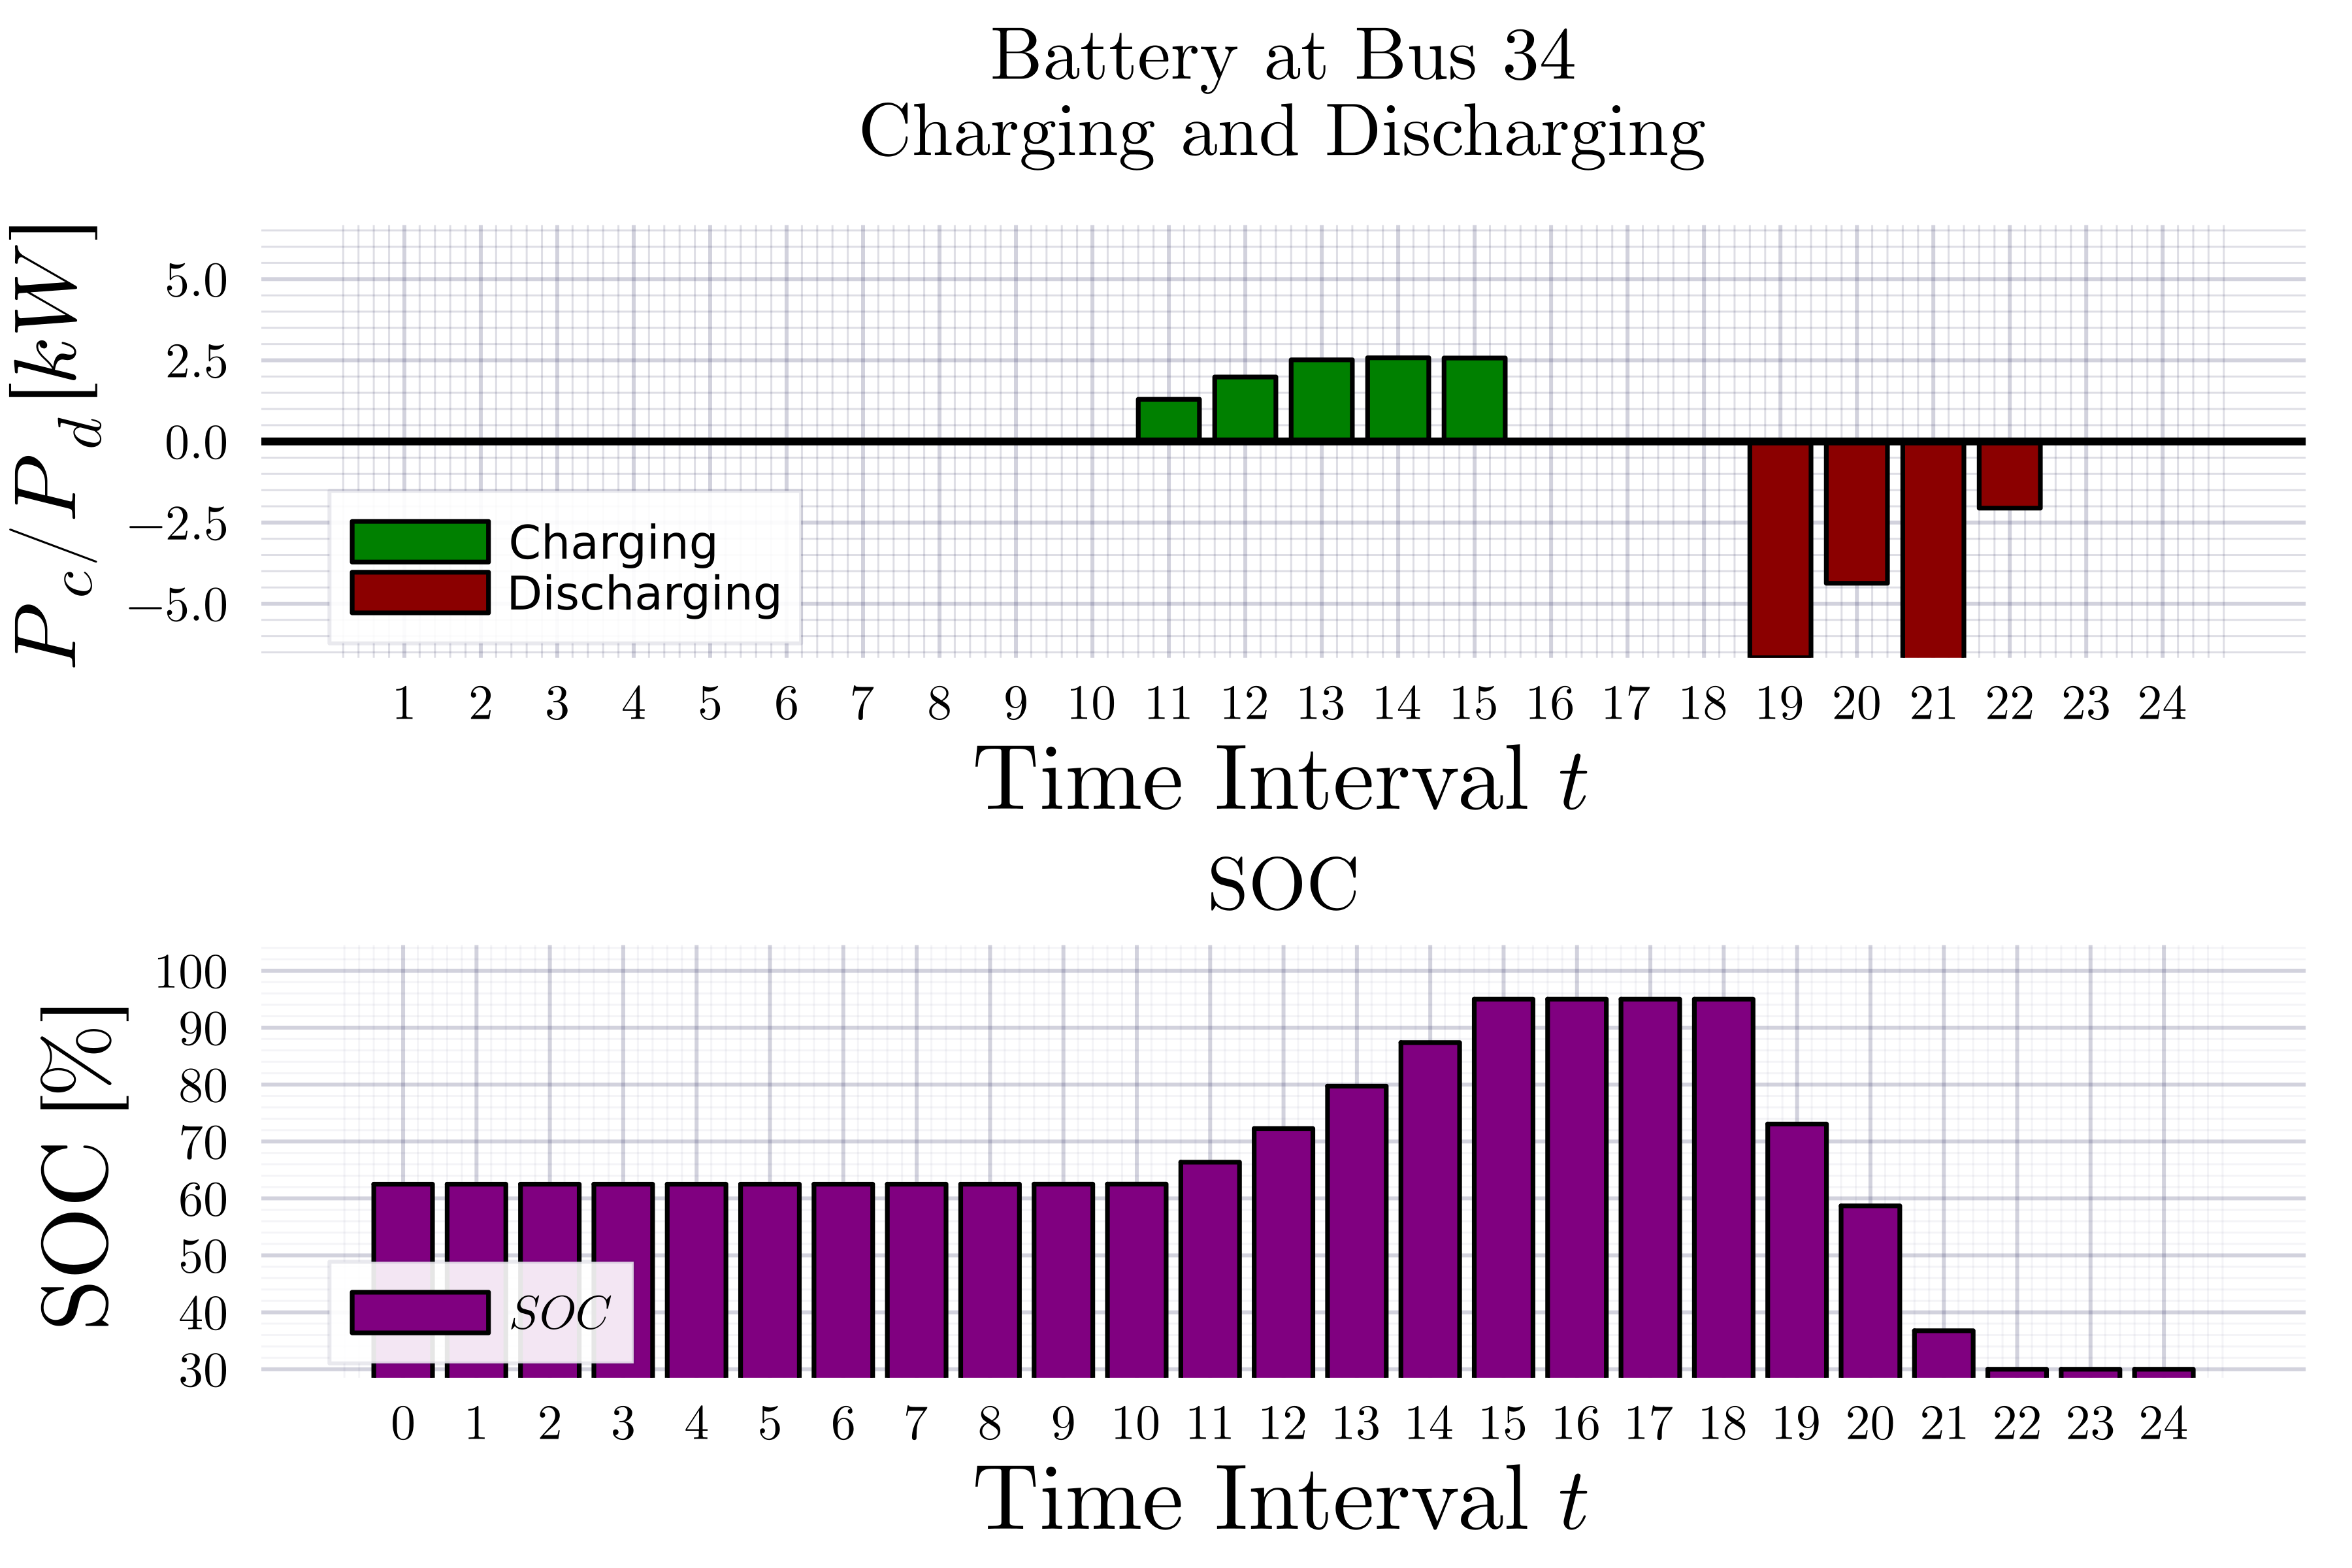 Battery at Bus 34
Charging and Discharging
P_c/P_d [kW]
5.0
2.5
0.0
−2.5
−5.0
Charging
Discharging
1 2 3 4 5 6 7 8 9 10 11 12 13 14 15 16 17 18 19 20 21 22 23 24
Time Interval t
SOC
SOC [%]
100
90
80
70
60
50
40
30
SOC
0 1 2 3 4 5 6 7 8 9 10 11 12 13 14 15 16 17 18 19 20 21 22 23 24
Time Interval t